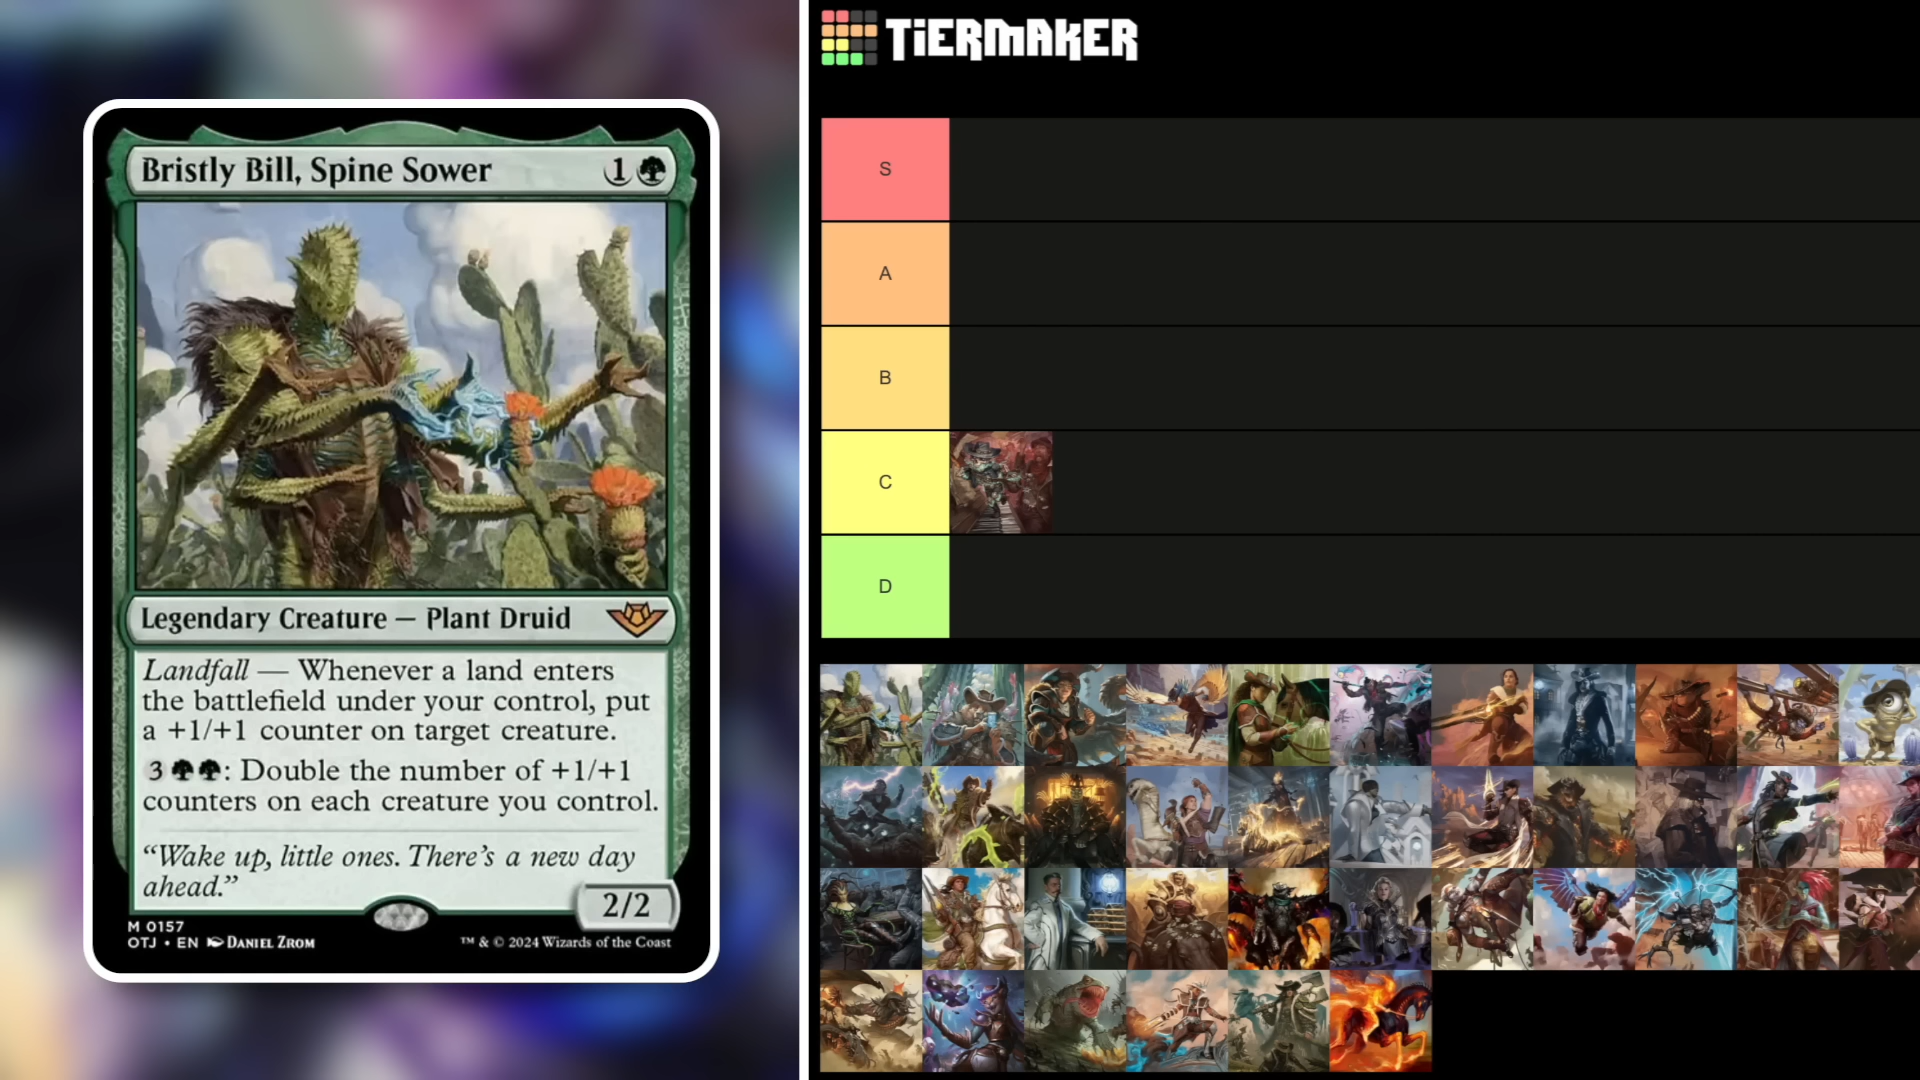 Bristly Bill, Spine Sower 1
Legendary Creature — Plant Druid
Landfall — Whenever a land enters
the battlefield under your control, put
a +1/+1 counter on target creature.
3 : Double the number of +1/+1
counters on each creature you control.
“Wake up, little ones. There’s a new day
ahead.”
2/2
M 0157
OTJ • EN DANIEL ZROM
™ & © 2024 Wizards of the Coast
TiERMAKER
S
A
B
C
D